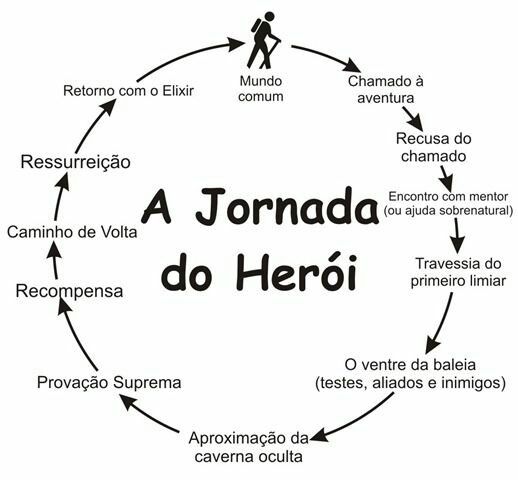 A Jornada
do Herói
Mundo
comum
Chamado à
aventura
Recusa do
chamado
Encontro com mentor
(ou ajuda sobrenatural)
Travessia do
primeiro limiar
O ventre da baleia
(testes, aliados e inimigos)
Aproximação da
caverna oculta
Provação Suprema
Recompensa
Caminho de Volta
Ressurreição
Retorno com o Elixir